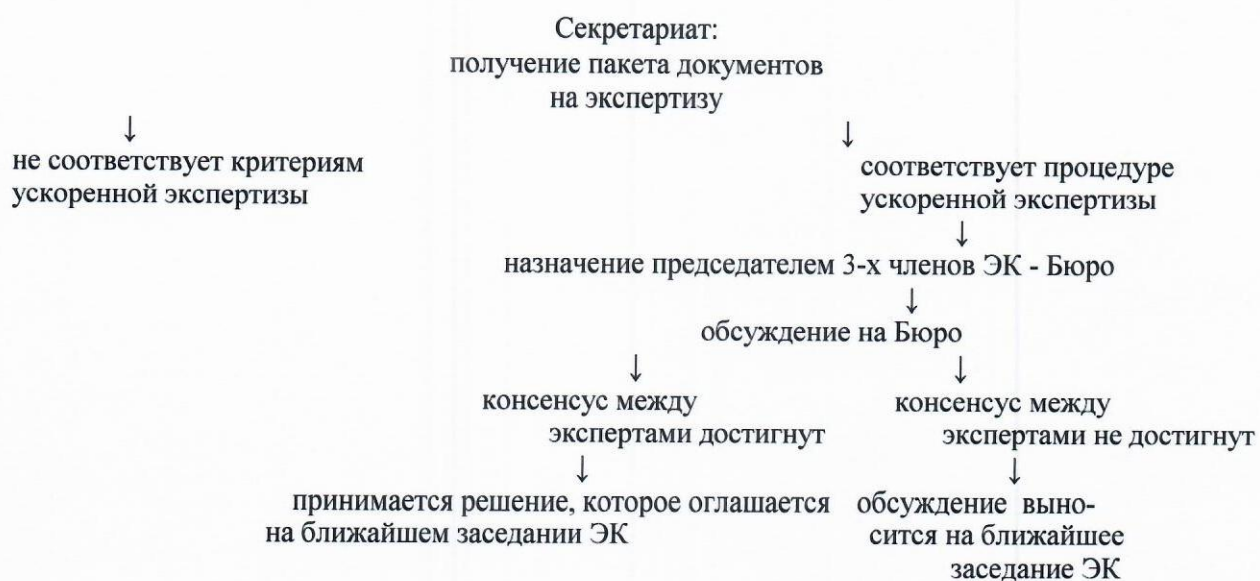 Секретариат:
получение пакета документов
на экспертизу
↓
не соответствует критериям
ускоренной экспертизы
↓
соответствует процедуре
ускоренной экспертизы
↓
назначение председателем 3-х членов ЭК - Бюро
↓
обсуждение на Бюро
↓
консенсус между
экспертами достигнут
↓
принимается решение, которое оглашается
на ближайшем заседании ЭК
↓
консенсус между
экспертами не достигнут
↓
обсуждение выно-
сится на ближайшее
заседание ЭК